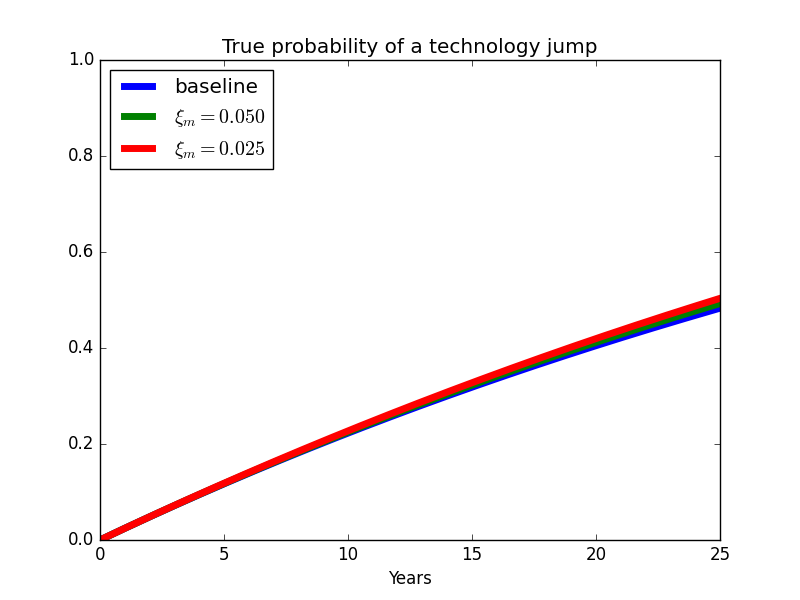 True probability of a technology jump
1.0
baseline
ξₘ = 0.050
ξₘ = 0.025
0.8
0.6
0.4
0.2
0.0
0 5 10 15 20 25
Years